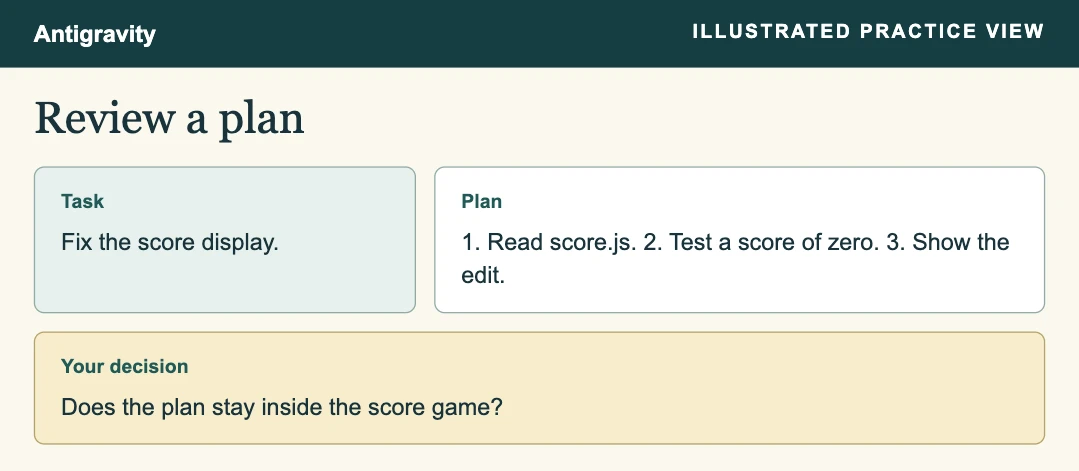 Antigravity
ILLUSTRATED PRACTICE VIEW
Review a plan
Task
Fix the score display.
Plan
1. Read score.js. 2. Test a score of zero. 3. Show the
edit.
Your decision
Does the plan stay inside the score game?